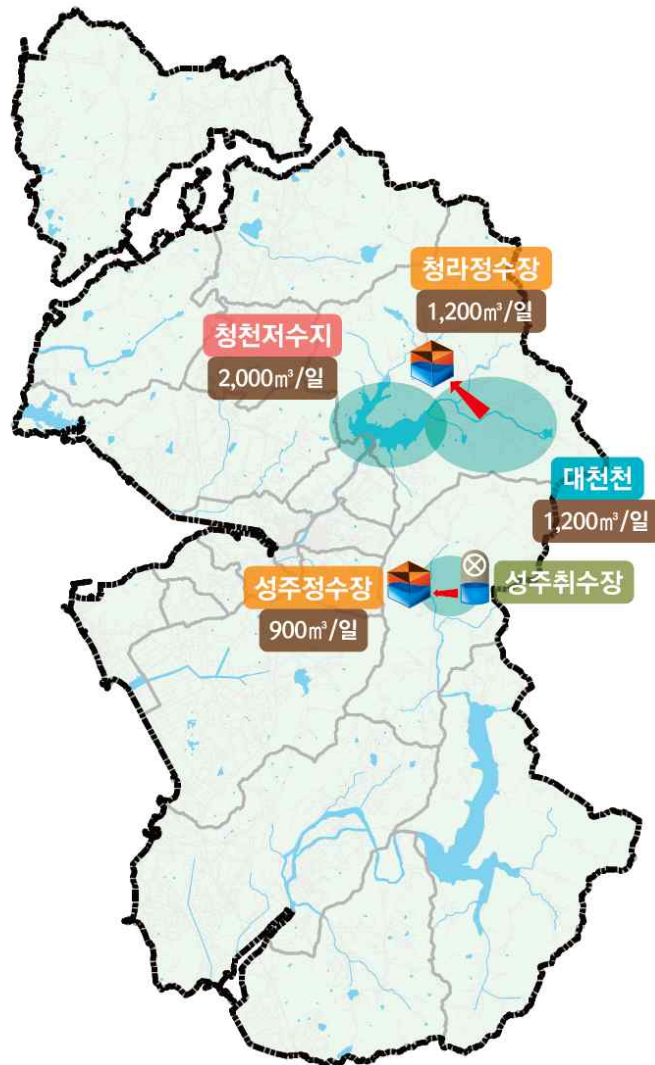 청라정수장
1,200㎥/일
청천저수지
2,000㎥/일
대천천
1,200㎥/일
성주정수장
900㎥/일
성주취수장